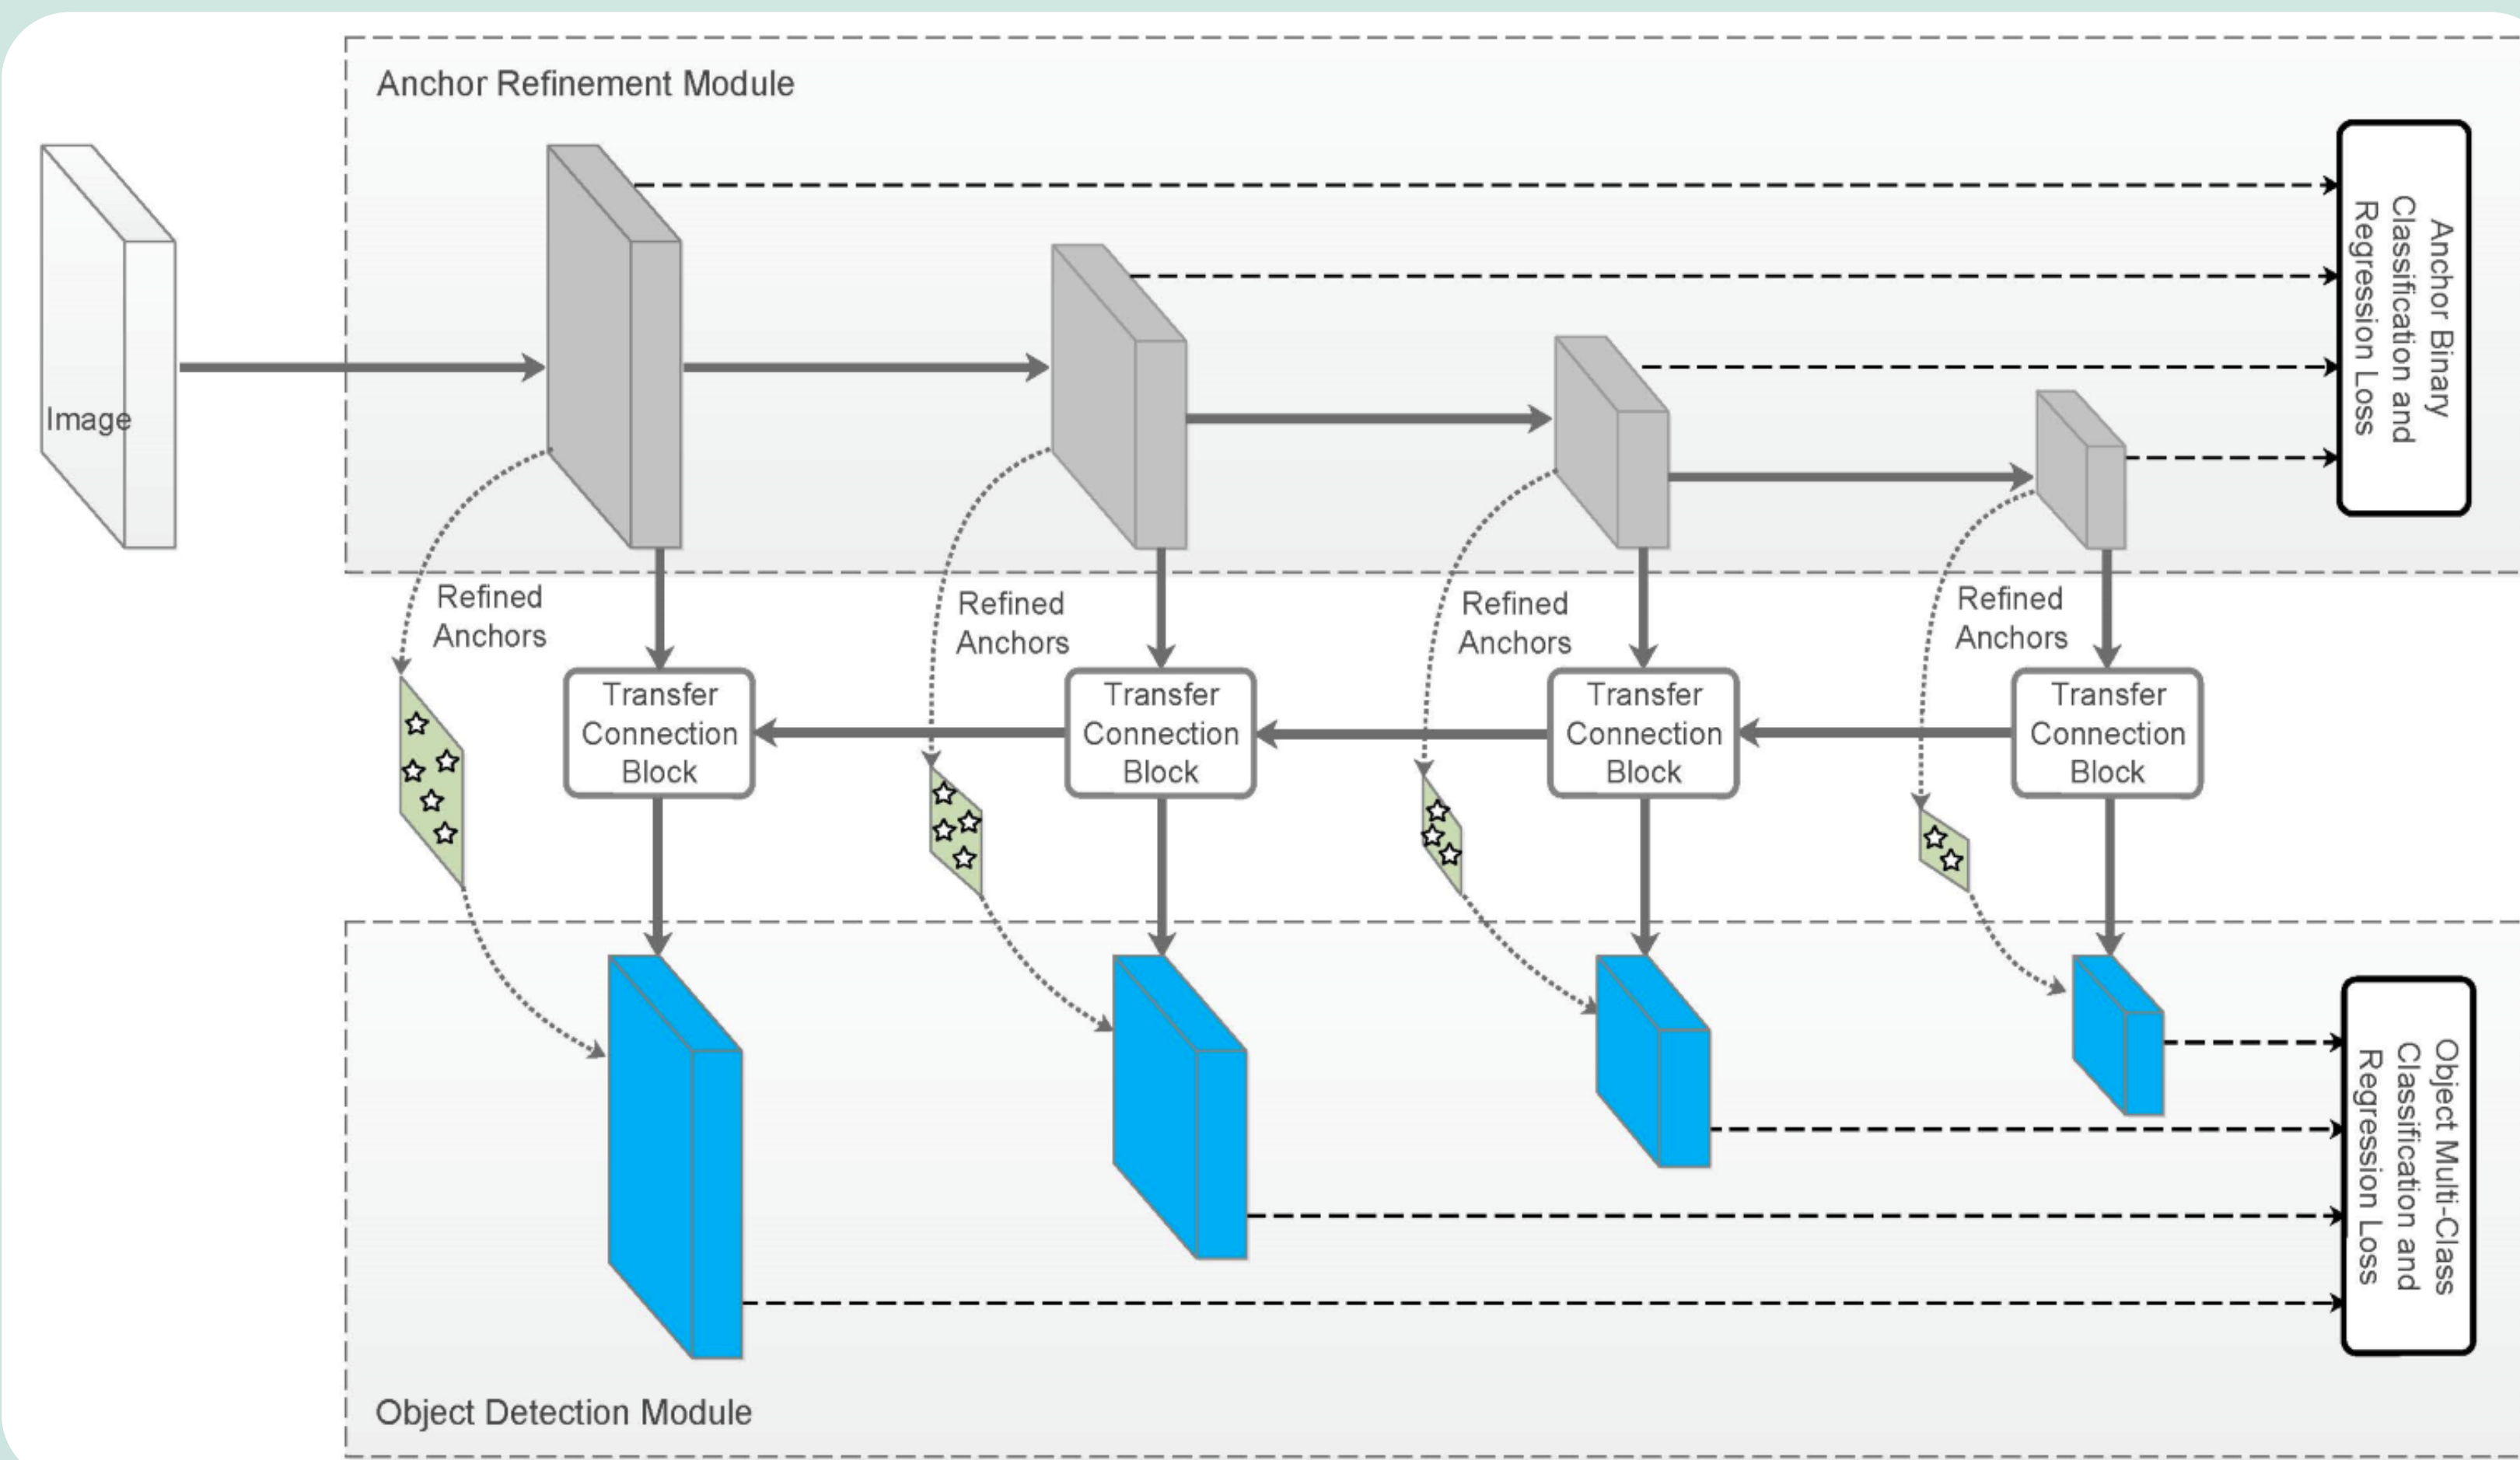 Anchor Refinement Module
Image
Anchor Binary
Classification and
Regression Loss
Refined
Anchors
Refined
Anchors
Refined
Anchors
Refined
Anchors
Transfer
Connection
Block
Transfer
Connection
Block
Transfer
Connection
Block
Transfer
Connection
Block
Object Multi-Class
Classification and
Regression Loss
Object Detection Module